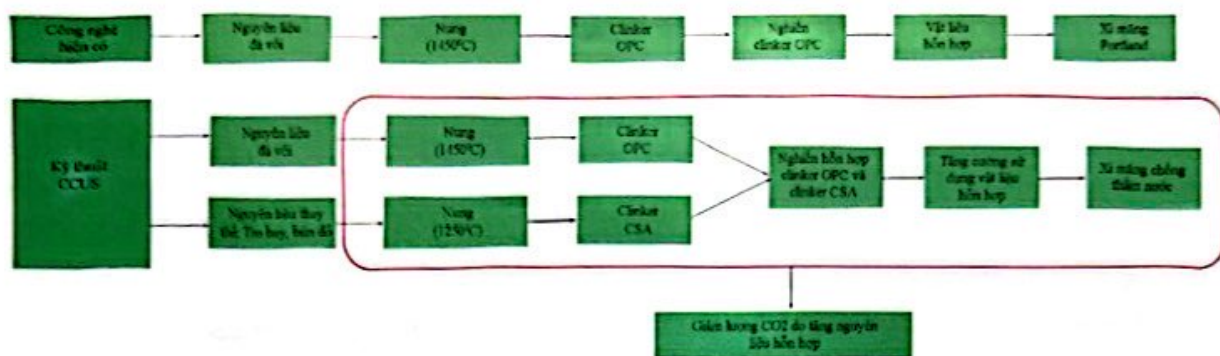 Công nghệ
hiện có
Nguyên liệu
đá vôi
Nung
(1450°C)
Clinker
OPC
Nghiền
clinker OPC
Vật liệu
hỗn hợp
Xi măng
Portland
Kỹ thuật
CCUS
Nguyên liệu
đá vôi
Nung
(1450°C)
Clinker
OPC
Nguyên liệu thay
thế: Tro bay, bùn đỏ
Nung
(1250°C)
Clinker
CSA
Nghiền hỗn hợp
clinker OPC và
clinker CSA
Tăng cường sử
dụng vật liệu
hỗn hợp
Xi măng chống
thấm nước
Giảm lượng CO2 do tăng nguyên
liệu hỗn hợp